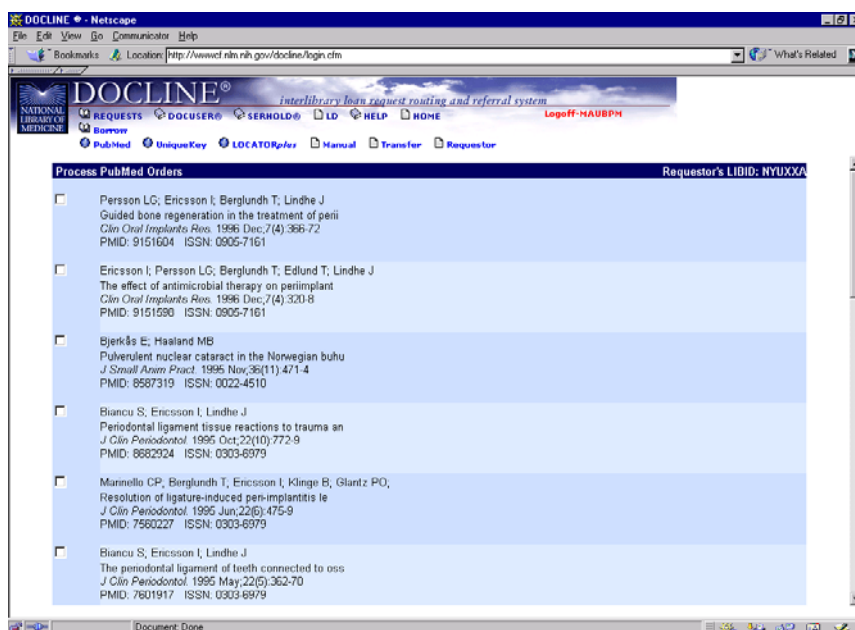 DOCLINE ® - Netscape
File Edit View Go Communicator Help
Bookmarks Location: http://wwwcf.nlm.nih.gov/docline/login.cfm What's Related
NATIONAL LIBRARY OF MEDICINE
DOCLINE®
interlibrary loan request routing and referral system
REQUESTS DOCUSER® SERHOLD® LD HELP HOME Logoff-MAUBPM
Borrow
PubMed UniqueKey LOCATORplus Manual Transfer Requestor
Process PubMed Orders Requestor's LIBID: NYUXXA
Persson LG; Ericsson I; Berglundh T; Lindhe J
Guided bone regeneration in the treatment of perii
Clin Oral Implants Res. 1996 Dec;7(4):366-72
PMID: 9151604 ISSN: 0905-7161
Ericsson I; Persson LG; Berglundh T; Edlund T; Lindhe J
The effect of antimicrobial therapy on periimplant
Clin Oral Implants Res. 1996 Dec;7(4):320-8
PMID: 9151598 ISSN: 0905-7161
Bjerkås E; Haaland MB
Pulverulent nuclear cataract in the Norwegian buhu
J Small Anim Pract. 1995 Nov;36(11):471-4
PMID: 8587319 ISSN: 0022-4510
Biancu S; Ericsson I; Lindhe J
Periodontal ligament tissue reactions to trauma an
J Clin Periodontol. 1995 Oct;22(10):772-9
PMID: 8682924 ISSN: 0303-6979
Marinello CP; Berglundh T; Ericsson I; Klinge B; Glantz PO;
Resolution of ligature-induced peri-implantitis le
J Clin Periodontol. 1995 Jun;22(6):475-9
PMID: 7560227 ISSN: 0303-6979
Biancu S; Ericsson I; Lindhe J
The periodontal ligament of teeth connected to oss
J Clin Periodontol. 1995 May;22(5):362-70
PMID: 7601917 ISSN: 0303-6979
Document: Done